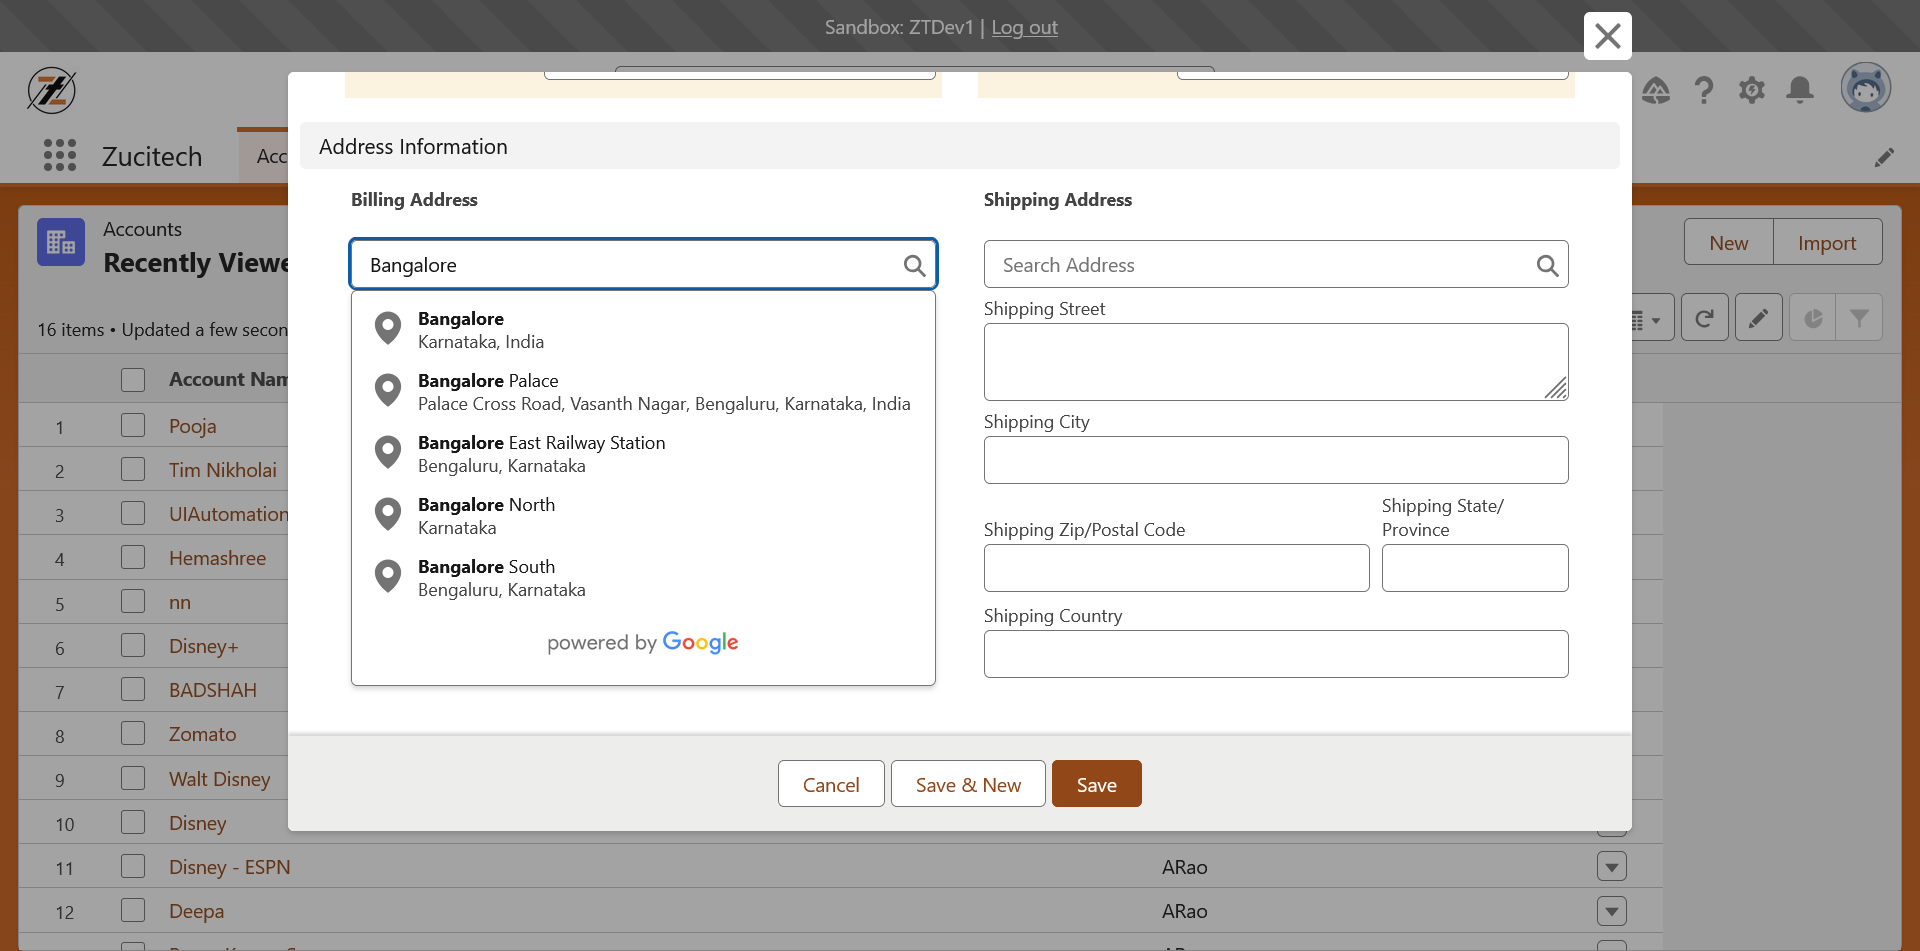 Sandbox: ZTDev1 | Log out
Zucitech
Acc
Accounts
Recently Viewe
New
Import
16 items • Updated a few secon
Account Nam
1 Pooja
2 Tim Nikholai
3 UIAutomation
4 Hemashree
5 nn
6 Disney+
7 BADSHAH
8 Zomato
9 Walt Disney
10 Disney
11 Disney - ESPN ARao
12 Deepa ARao
Address Information
Billing Address
Bangalore
Bangalore
Karnataka, India
Bangalore Palace
Palace Cross Road, Vasanth Nagar, Bengaluru, Karnataka, India
Bangalore East Railway Station
Bengaluru, Karnataka
Bangalore North
Karnataka
Bangalore South
Bengaluru, Karnataka
powered by Google
Shipping Address
Search Address
Shipping Street
Shipping City
Shipping Zip/Postal Code
Shipping State/
Province
Shipping Country
Cancel
Save & New
Save